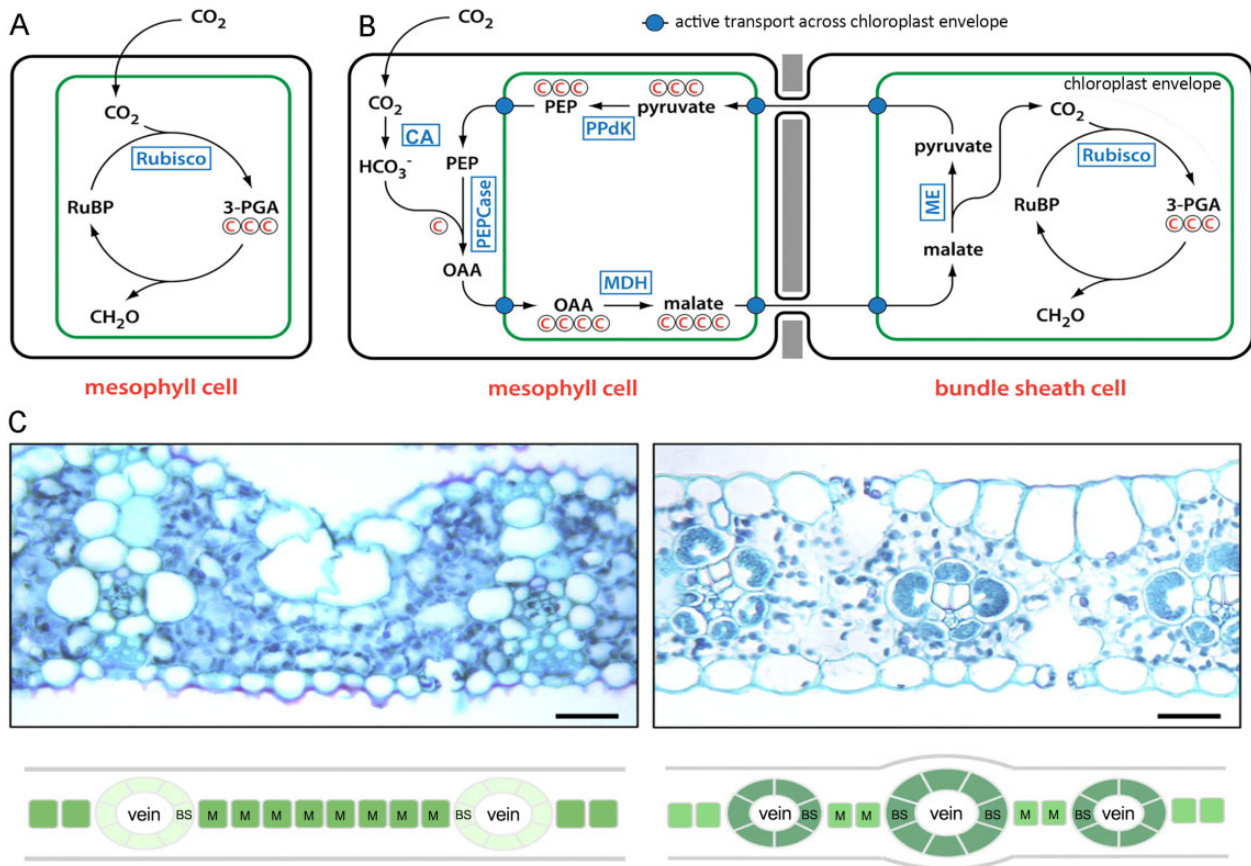 A
B
active transport across chloroplast envelope
CO2
CO2
CO2
Rubisco
RuBP
3-PGA
C C C
CH2O
mesophyll cell
CO2
CA
HCO3-
C
PEP
PEPCase
OAA
C C C
PEP
PPdK
C C C
pyruvate
OAA
C C C C
MDH
malate
C C C C
mesophyll cell
chloroplast envelope
pyruvate
ME
malate
CO2
Rubisco
RuBP
3-PGA
C C C
CH2O
bundle sheath cell
C
vein BS M M M M M M M M BS vein
vein BS M M BS vein BS M M BS vein